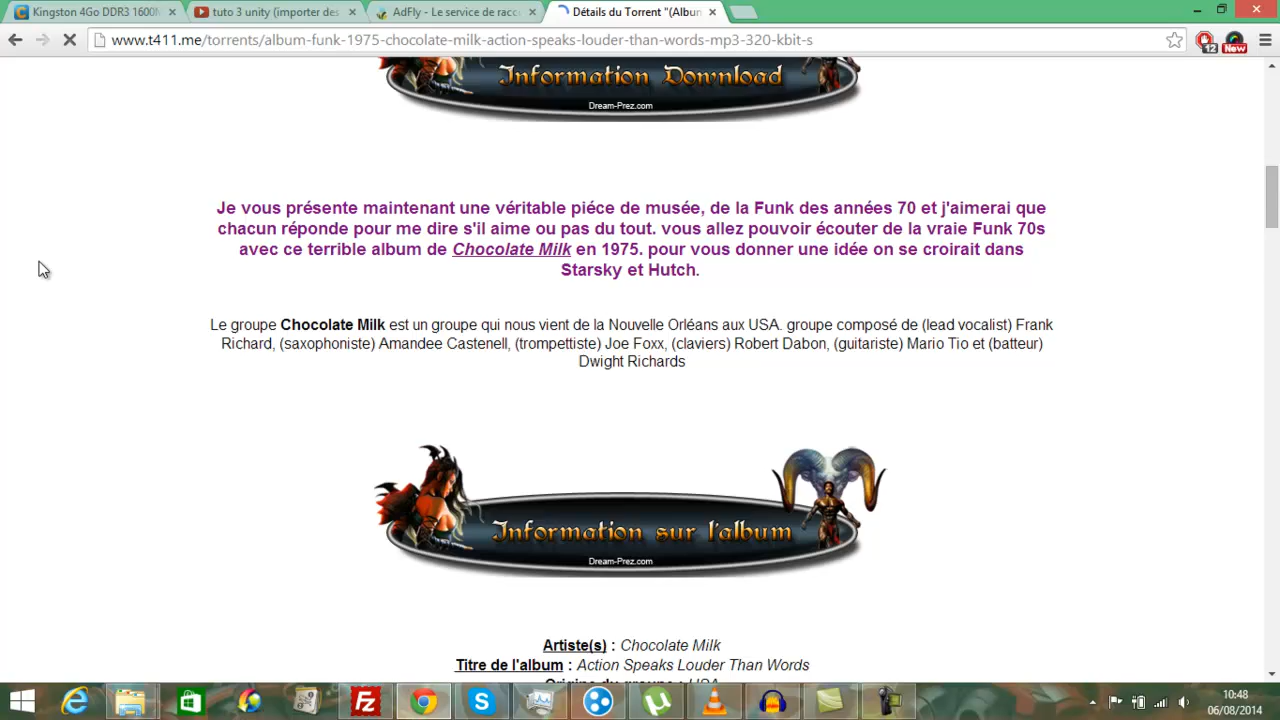 Kingston 4Go DDR3 1600M
tuto 3 unity (importer des
AdFly - Le service de racc
Détails du Torrent "(Album
www.t411.me/torrents/album-funk-1975-chocolate-milk-action-speaks-louder-than-words-mp3-320-kbit-s
12
New
Information Download
Dream-Prez.com
Je vous présente maintenant une véritable piéce de musée, de la Funk des années 70 et j'aimerai que
chacun réponde pour me dire s'il aime ou pas du tout. vous allez pouvoir écouter de la vraie Funk 70s
avec ce terrible album de Chocolate Milk en 1975. pour vous donner une idée on se croirait dans
Starsky et Hutch.
Le groupe Chocolate Milk est un groupe qui nous vient de la Nouvelle Orléans aux USA. groupe composé de (lead vocalist) Frank
Richard, (saxophoniste) Amandee Castenell, (trompettiste) Joe Foxx, (claviers) Robert Dabon, (guitariste) Mario Tio et (batteur)
Dwight Richards
Information sur l'album
Dream-Prez.com
Artiste(s) : Chocolate Milk
Titre de l'album : Action Speaks Louder Than Words
Origine du groupe : USA
10:48
06/08/2014